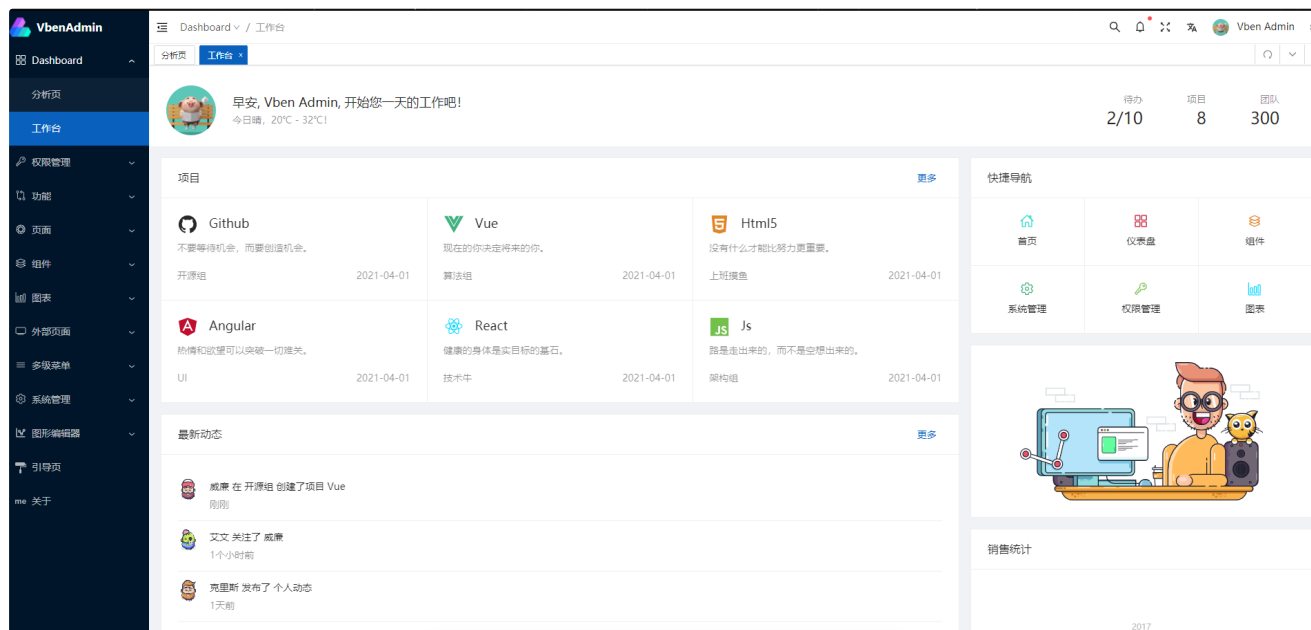 VbenAdmin
Dashboard
分析页
工作台
权限管理
功能
页面
组件
图表
外部页面
多级菜单
系统管理
图形编辑器
引导页
me 关于
Dashboard / 工作台
Vben Admin
分析页 工作台 ×
早安, Vben Admin, 开始您一天的工作吧!
今日晴，20℃ - 32℃!
待办 项目 团队
2/10 8 300
项目 更多
Github Vue Html5
不要等待机会，而要创造机会。 现在的你决定将来的你。 没有什么才能比努力更重要。
开源组 2021-04-01 算法组 2021-04-01 上班摸鱼 2021-04-01
Angular React JS Js
热情和欲望可以突破一切难关。 健康的身体是实目标的基石。 路是走出来的，而不是空想出来的。
UI 2021-04-01 技术牛 2021-04-01 架构组 2021-04-01
最新动态 更多
威廉 在 开源组 创建了项目 Vue
刚刚
艾文 关注了 威廉
1个小时前
克里斯 发布了 个人动态
1天前
快捷导航
首页 仪表盘 组件
系统管理 权限管理 图表
销售统计
2017